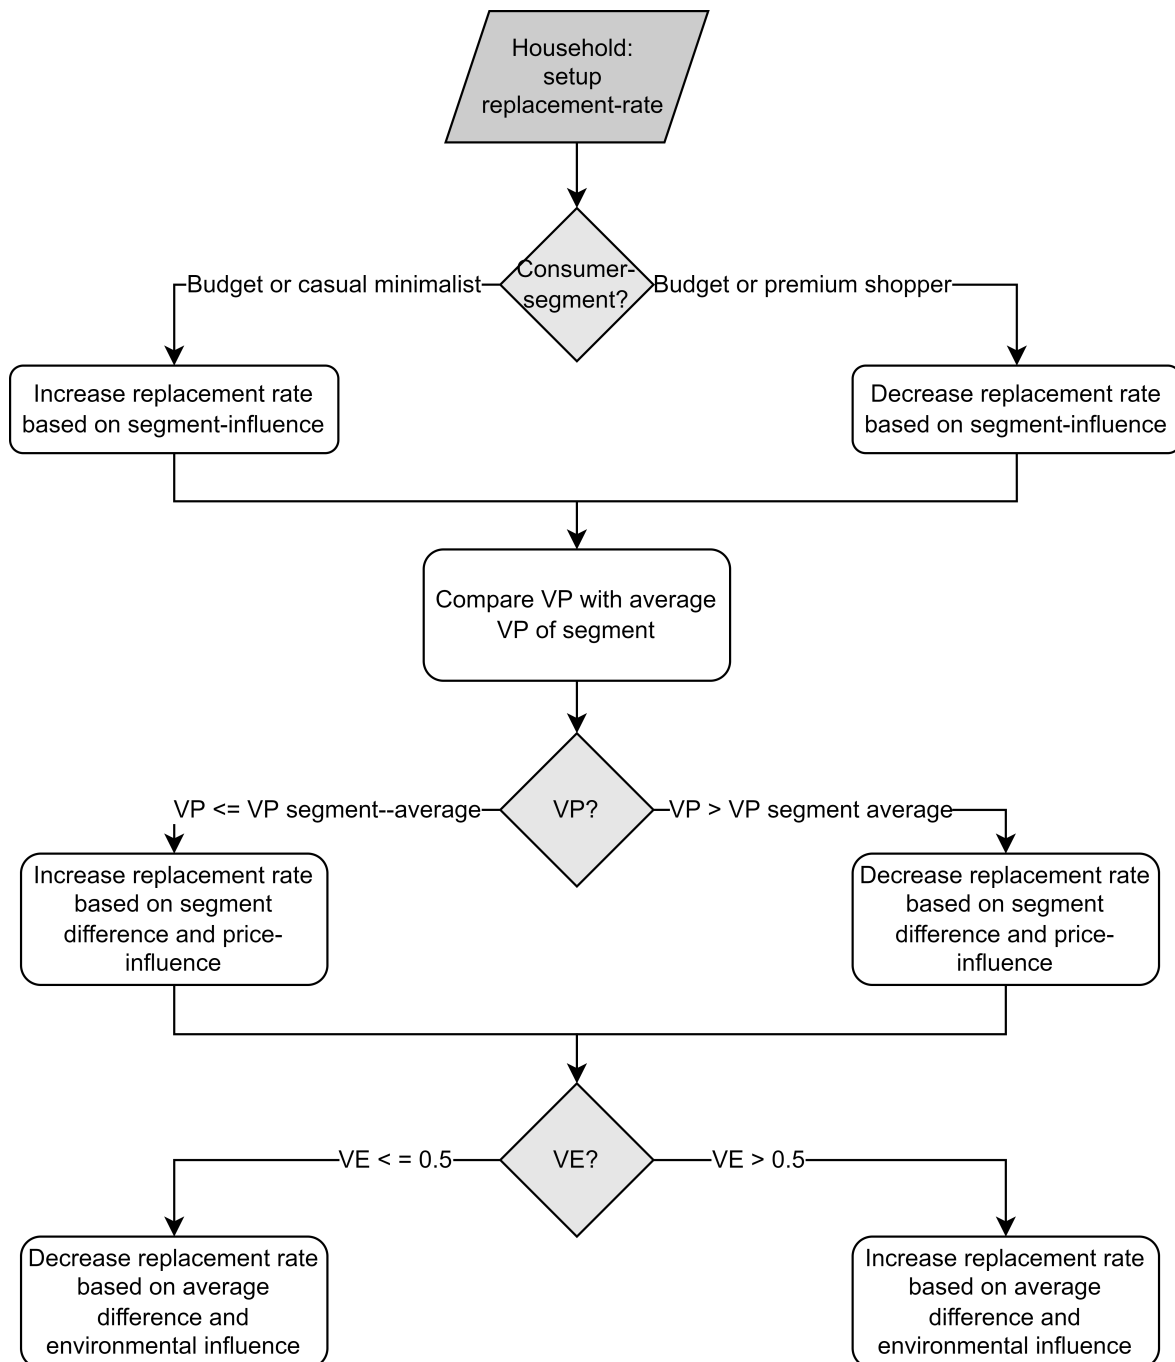 Household:
setup
replacement-rate
Consumer-
segment?
Budget or casual minimalist
Budget or premium shopper
Increase replacement rate
based on segment-influence
Decrease replacement rate
based on segment-influence
Compare VP with average
VP of segment
VP?
VP <= VP segment--average
VP > VP segment average
Increase replacement rate
based on segment
difference and price-
influence
Decrease replacement rate
based on segment
difference and price-
influence
VE?
VE < = 0.5
VE > 0.5
Decrease replacement rate
based on average
difference and
environmental influence
Increase replacement rate
based on average
difference and
environmental influence